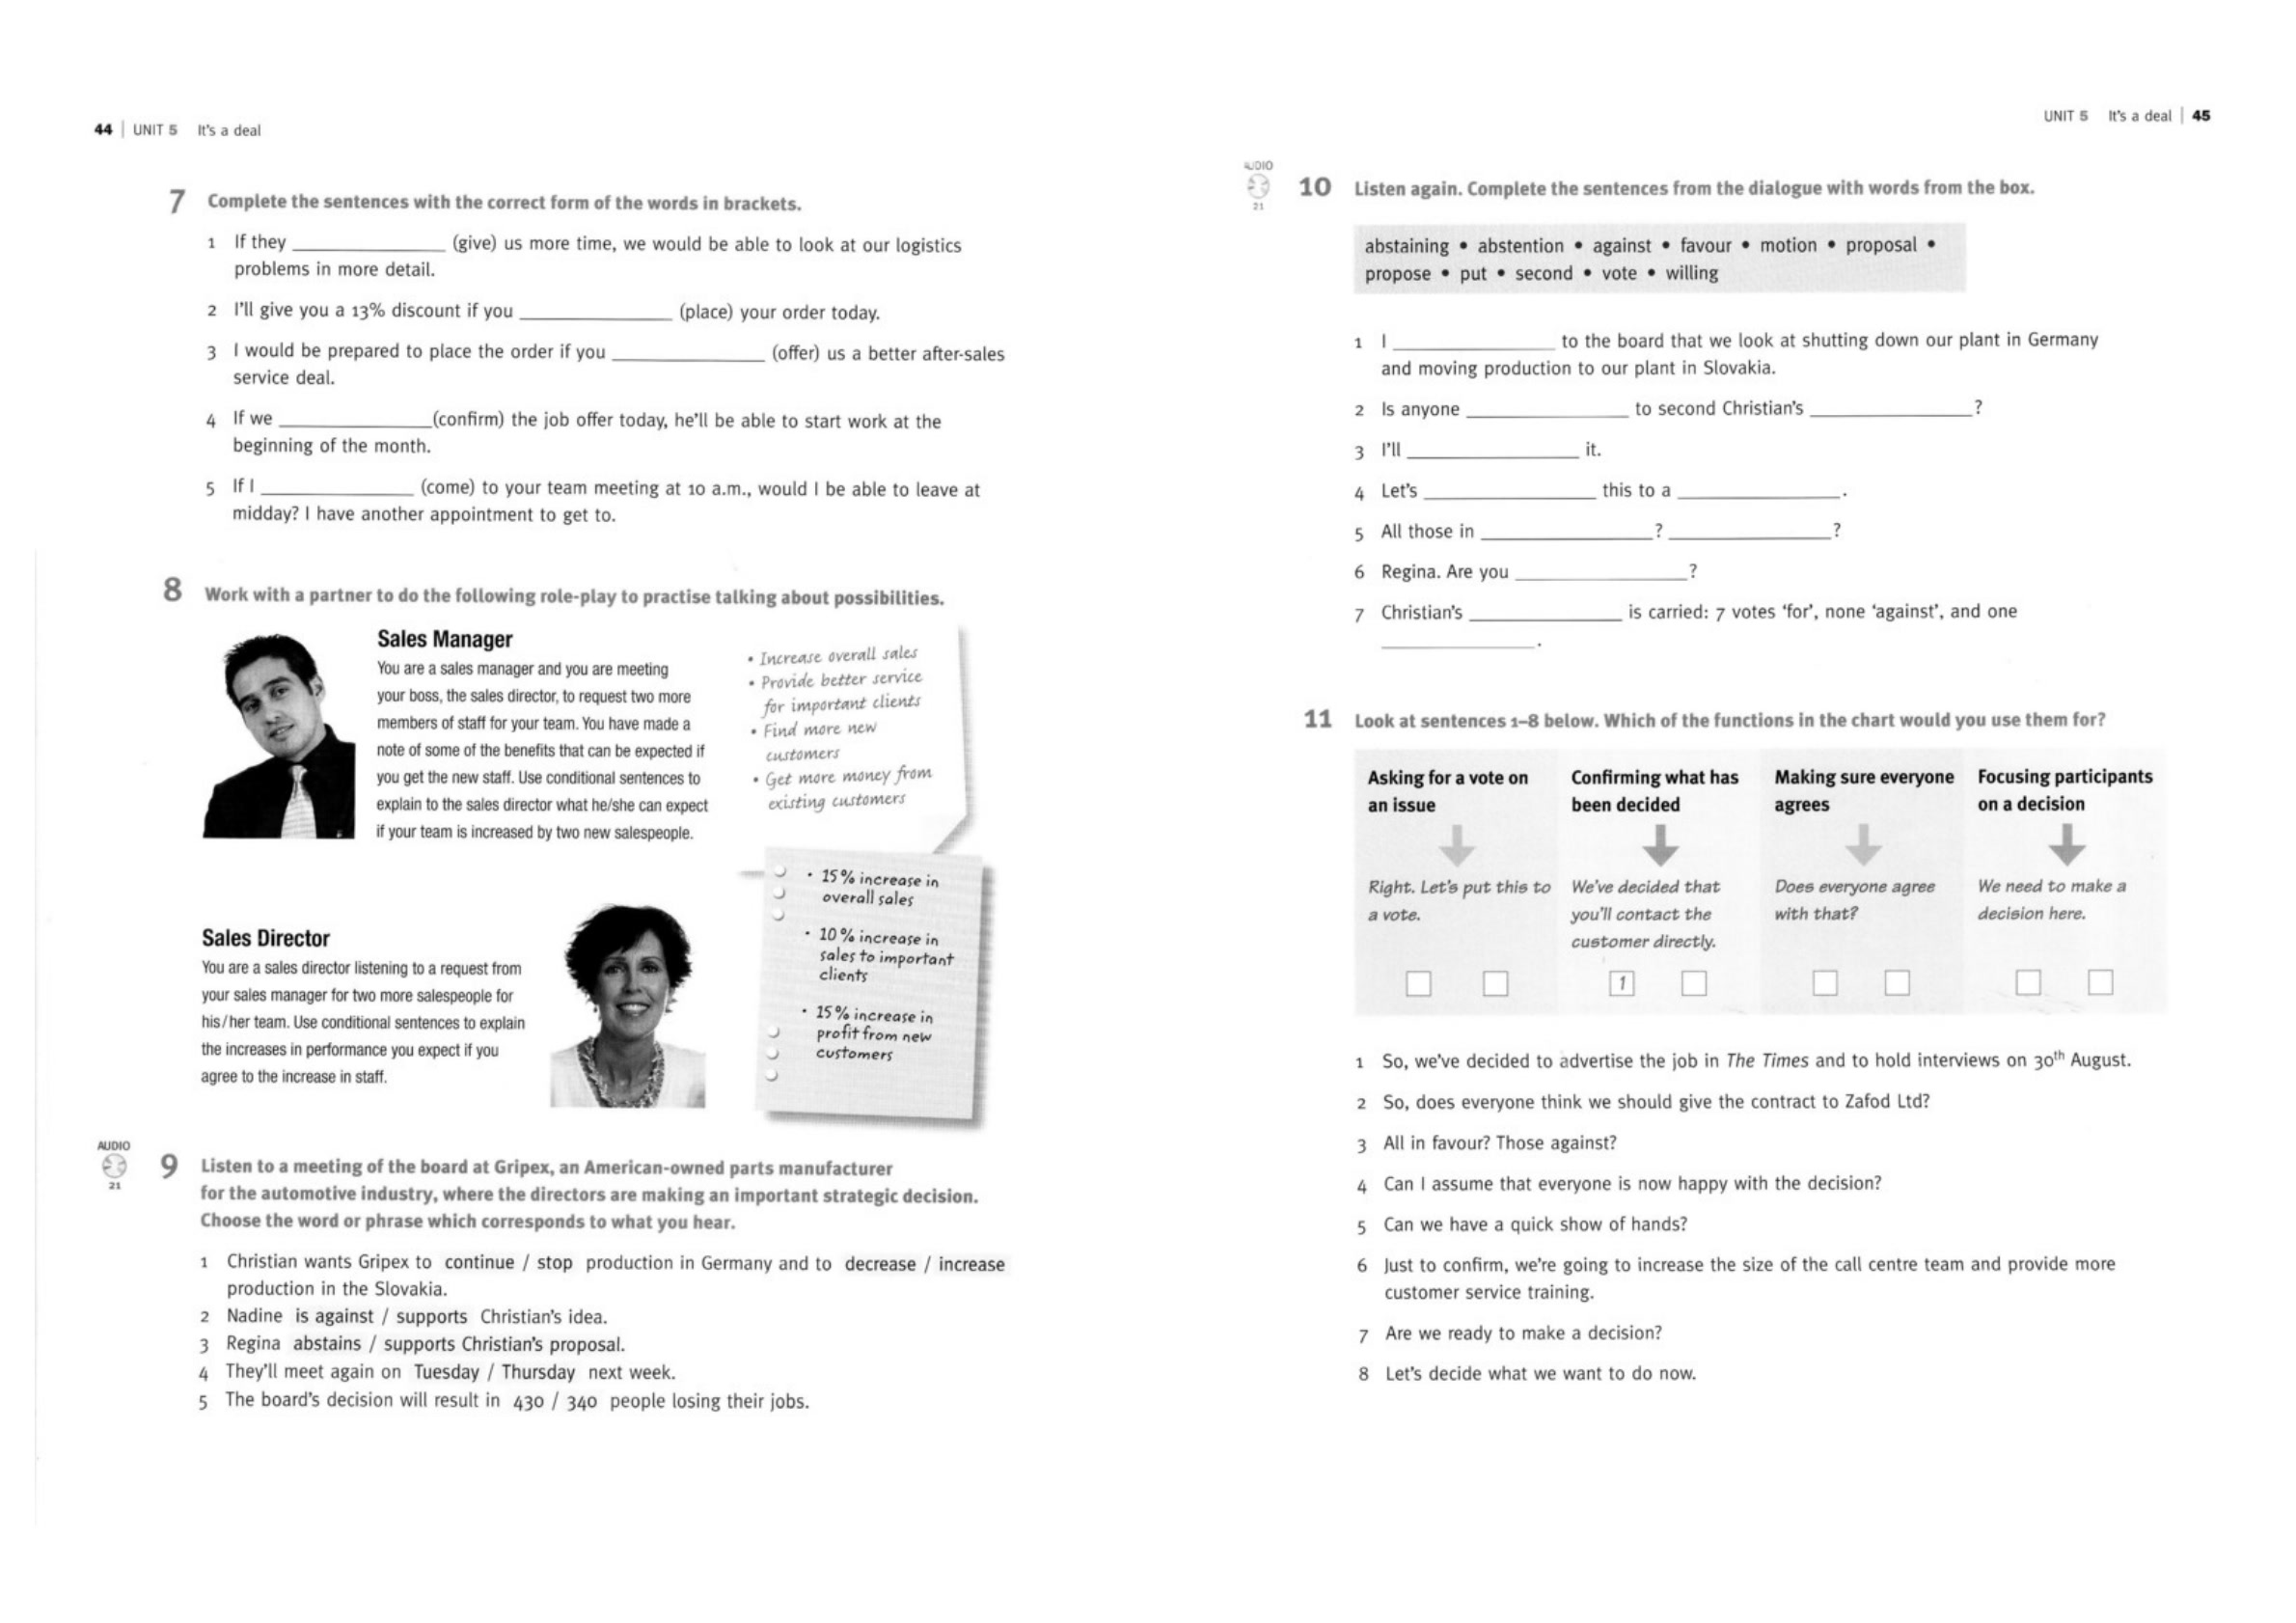 44 | UNIT 5 It's a deal
7 Complete the sentences with the correct form of the words in brackets.
1 If they ______________ (give) us more time, we would be able to look at our logistics
problems in more detail.
2 I'll give you a 13% discount if you ______________ (place) your order today.
3 I would be prepared to place the order if you ______________ (offer) us a better after-sales
service deal.
4 If we ______________ (confirm) the job offer today, he'll be able to start work at the
beginning of the month.
5 If I ______________ (come) to your team meeting at 10 a.m., would I be able to leave at
midday? I have another appointment to get to.
8 Work with a partner to do the following role-play to practise talking about possibilities.
Sales Manager
You are a sales manager and you are meeting
your boss, the sales director, to request two more
members of staff for your team. You have made a
note of some of the benefits that can be expected if
you get the new staff. Use conditional sentences to
explain to the sales director what he/she can expect
if your team is increased by two new salespeople.
• Increase overall sales
• Provide better service
for important clients
• Find more new
customers
• Get more money from
existing customers
Sales Director
You are a sales director listening to a request from
your sales manager for two more salespeople for
his/her team. Use conditional sentences to explain
the increases in performance you expect if you
agree to the increase in staff.
• 15% increase in
overall sales
• 10% increase in
sales to important
clients
• 15% increase in
profit from new
customers
AUDIO
21
9 Listen to a meeting of the board at Gripex, an American-owned parts manufacturer
for the automotive industry, where the directors are making an important strategic decision.
Choose the word or phrase which corresponds to what you hear.
1 Christian wants Gripex to continue / stop production in Germany and to decrease / increase
production in the Slovakia.
2 Nadine is against / supports Christian's idea.
3 Regina abstains / supports Christian's proposal.
4 They'll meet again on Tuesday / Thursday next week.
5 The board's decision will result in 430 / 340 people losing their jobs.
UNIT 5 It's a deal | 45
AUDIO
21
10 Listen again. Complete the sentences from the dialogue with words from the box.
abstaining • abstention • against • favour • motion • proposal •
propose • put • second • vote • willing
1 I ______________ to the board that we look at shutting down our plant in Germany
and moving production to our plant in Slovakia.
2 Is anyone ______________ to second Christian's ______________?
3 I'll ______________ it.
4 Let's ______________ this to a ______________.
5 All those in ______________? ______________?
6 Regina. Are you ______________?
7 Christian's ______________ is carried: 7 votes 'for', none 'against', and one
______________.
11 Look at sentences 1–8 below. Which of the functions in the chart would you use them for?
Asking for a vote on
an issue
Right. Let's put this to
a vote.
Confirming what has
been decided
We've decided that
you'll contact the
customer directly.
1
Making sure everyone
agrees
Does everyone agree
with that?
Focusing participants
on a decision
We need to make a
decision here.
1 So, we've decided to advertise the job in The Times and to hold interviews on 30th August.
2 So, does everyone think we should give the contract to Zafod Ltd?
3 All in favour? Those against?
4 Can I assume that everyone is now happy with the decision?
5 Can we have a quick show of hands?
6 Just to confirm, we're going to increase the size of the call centre team and provide more
customer service training.
7 Are we ready to make a decision?
8 Let's decide what we want to do now.